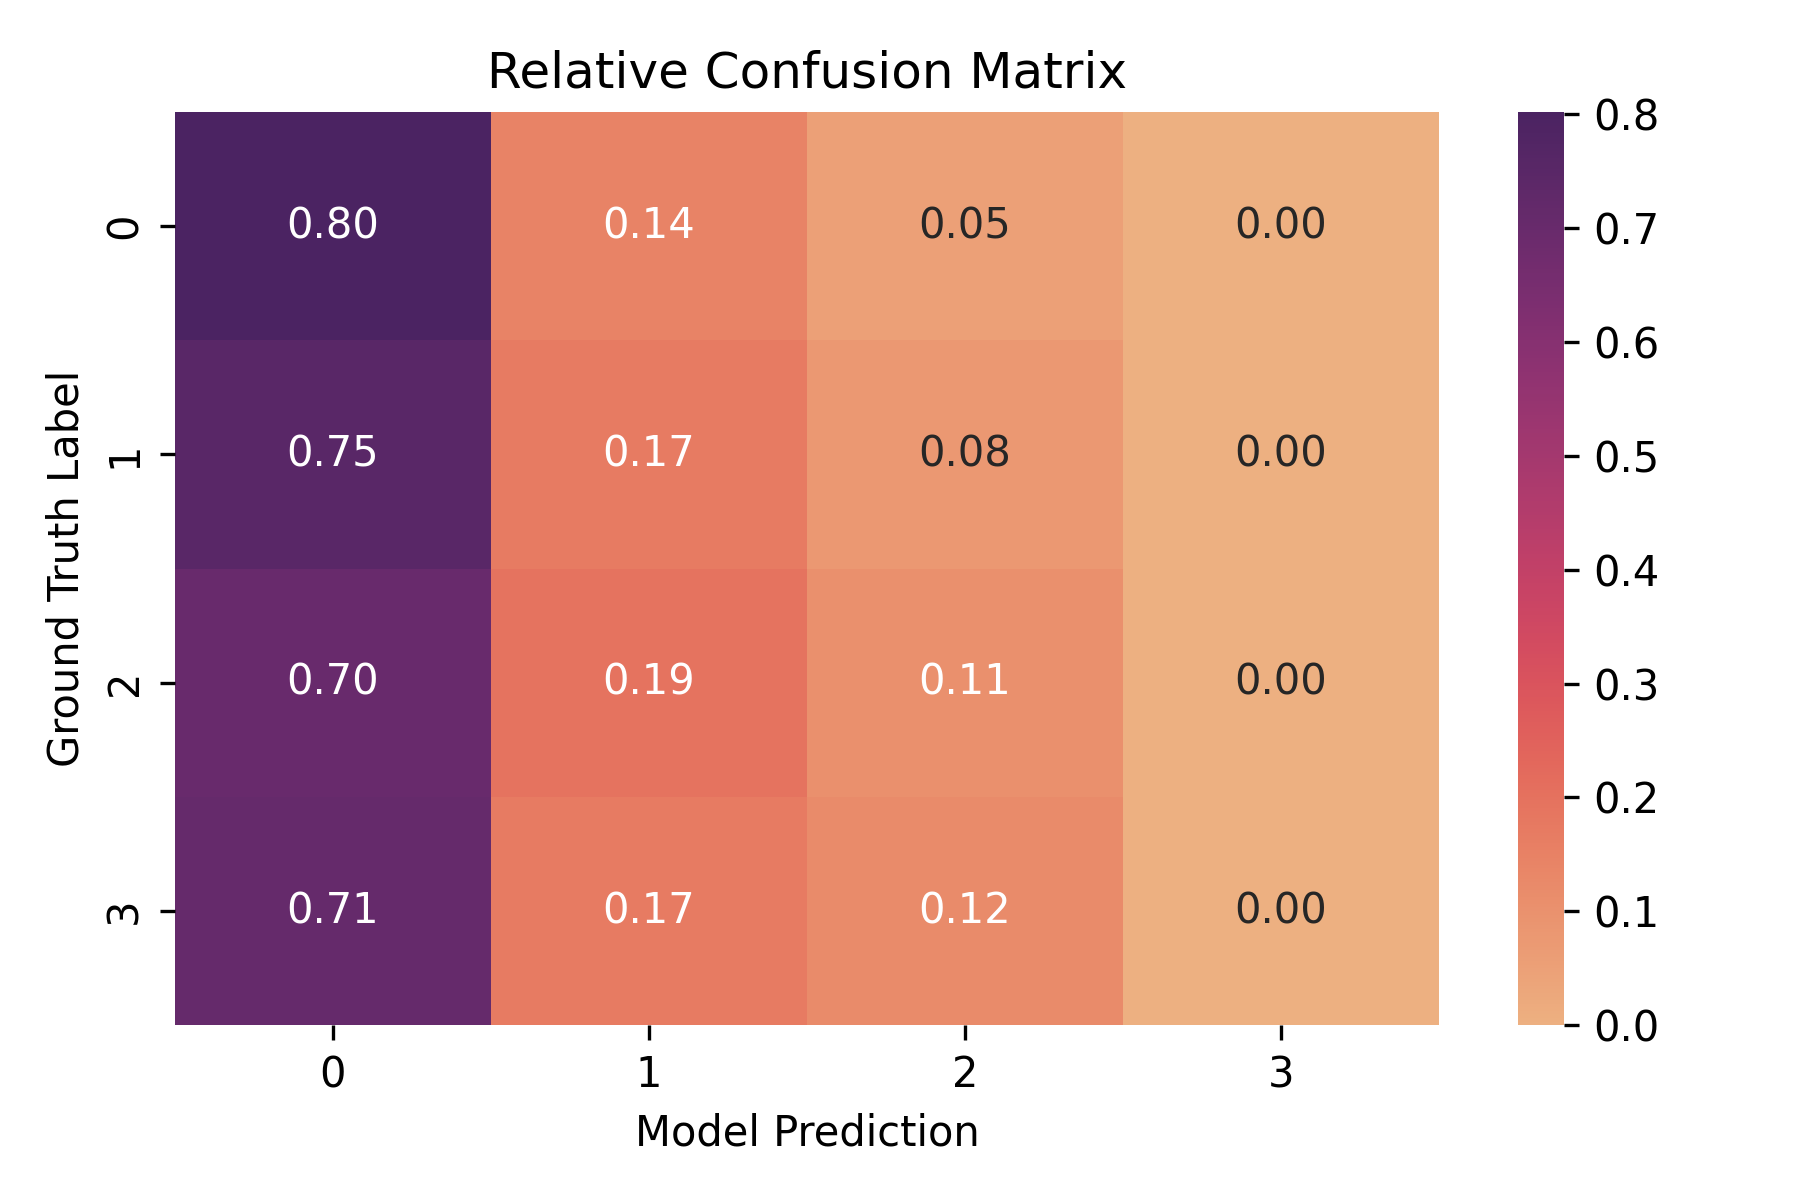 Relative Confusion Matrix
Ground Truth Label
0 0.80 0.14 0.05 0.00
1 0.75 0.17 0.08 0.00
2 0.70 0.19 0.11 0.00
3 0.71 0.17 0.12 0.00
0 1 2 3
Model Prediction
0.8
0.7
0.6
0.5
0.4
0.3
0.2
0.1
0.0